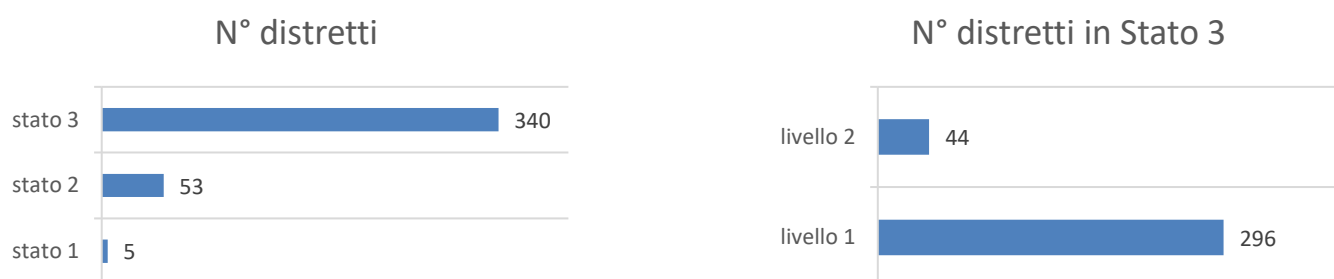 N° distretti
stato 3
340
stato 2
53
stato 1
5
N° distretti in Stato 3
livello 2
44
livello 1
296